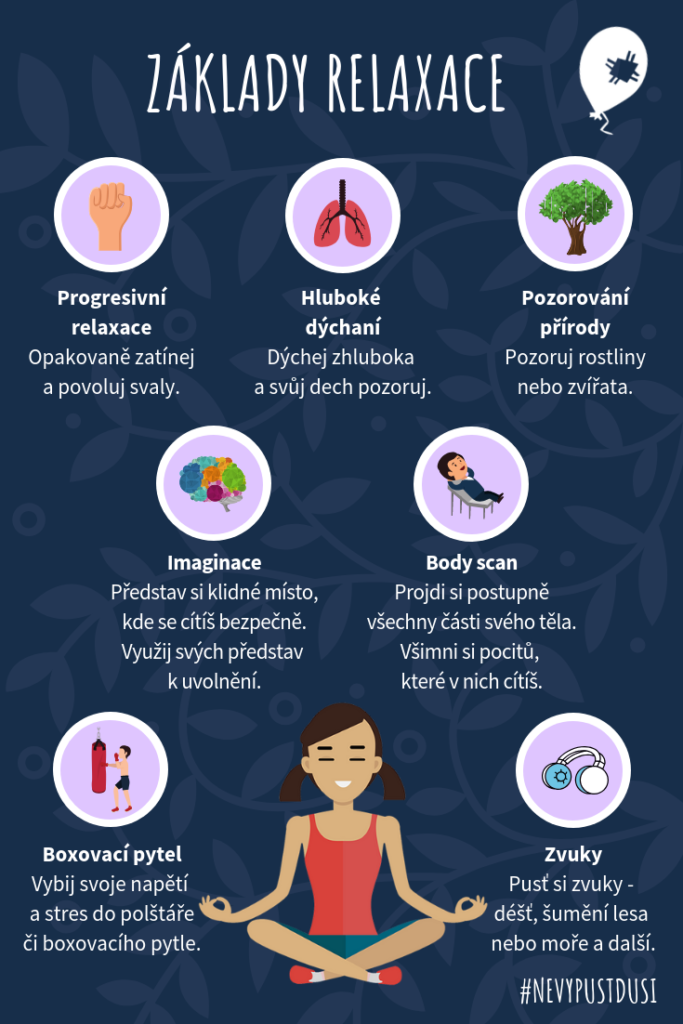 ZÁKLADY RELAXACE
Progresivní
relaxace
Opakovaně zatínej
a povoluj svaly.
Hluboké
dýchaní
Dýchej zhluboka
a svůj dech pozoruj.
Pozorování
přírody
Pozoruj rostliny
nebo zvířata.
Imaginace
Představ si klidné místo,
kde se cítíš bezpečně.
Využij svých představ
k uvolnění.
Body scan
Projdi si postupně
všechny části svého těla.
Všimni si pocitů,
které v nich cítíš.
Boxovací pytel
Vybij svoje napětí
a stres do polštáře
či boxovacího pytle.
Zvuky
Pusť si zvuky -
déšť, šumění lesa
nebo moře a další.
#NEVYPUSTDUSI